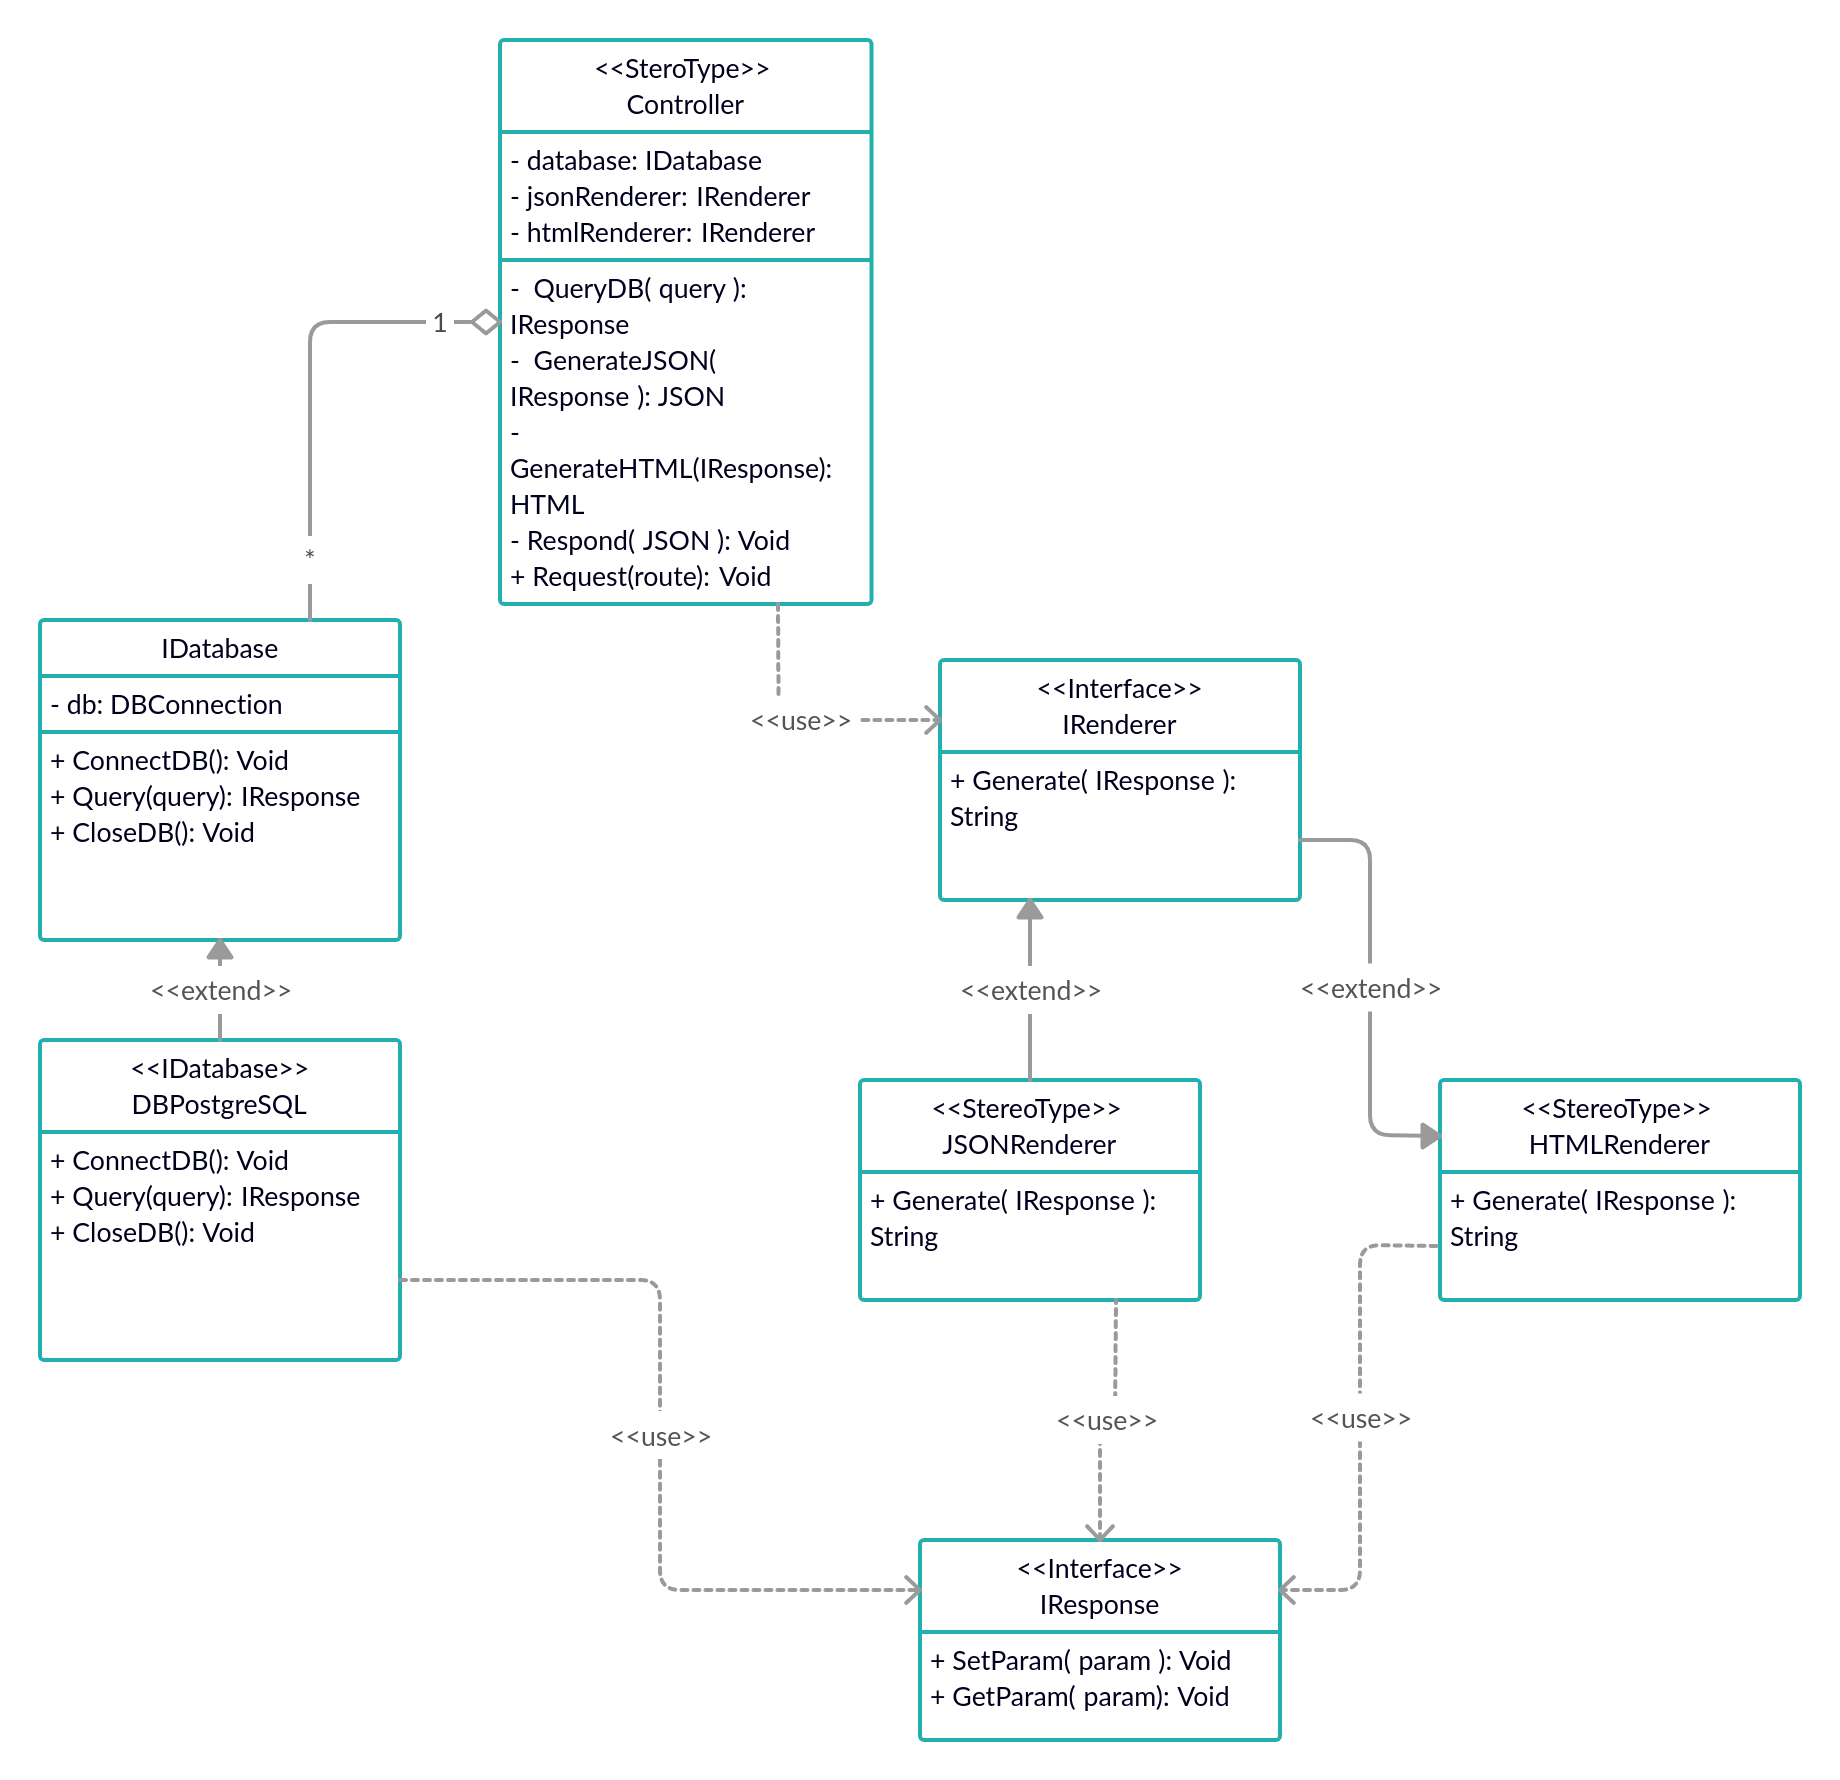 <<SteroType>>
Controller
- database: IDatabase
- jsonRenderer: IRenderer
- htmlRenderer: IRenderer
- QueryDB( query ):
IResponse
- GenerateJSON(
IResponse ): JSON
-
GenerateHTML(IResponse):
HTML
- Respond( JSON ): Void
+ Request(route): Void
1
*
IDatabase
- db: DBConnection
+ ConnectDB(): Void
+ Query(query): IResponse
+ CloseDB(): Void
<<use>>
<<Interface>>
IRenderer
+ Generate( IResponse ):
String
<<extend>>
<<extend>>
<<extend>>
<<IDatabase>>
DBPostgreSQL
+ ConnectDB(): Void
+ Query(query): IResponse
+ CloseDB(): Void
<<StereoType>>
JSONRenderer
+ Generate( IResponse ):
String
<<StereoType>>
HTMLRenderer
+ Generate( IResponse ):
String
<<use>>
<<use>>
<<use>>
<<Interface>>
IResponse
+ SetParam( param ): Void
+ GetParam( param): Void